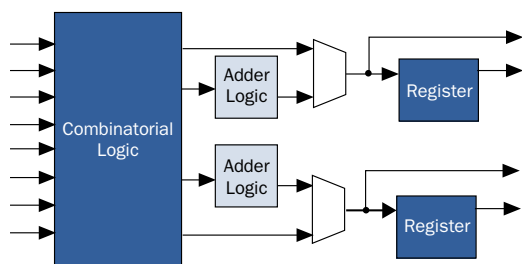 Combinatorial
Logic
Adder
Logic
Register
Adder
Logic
Register